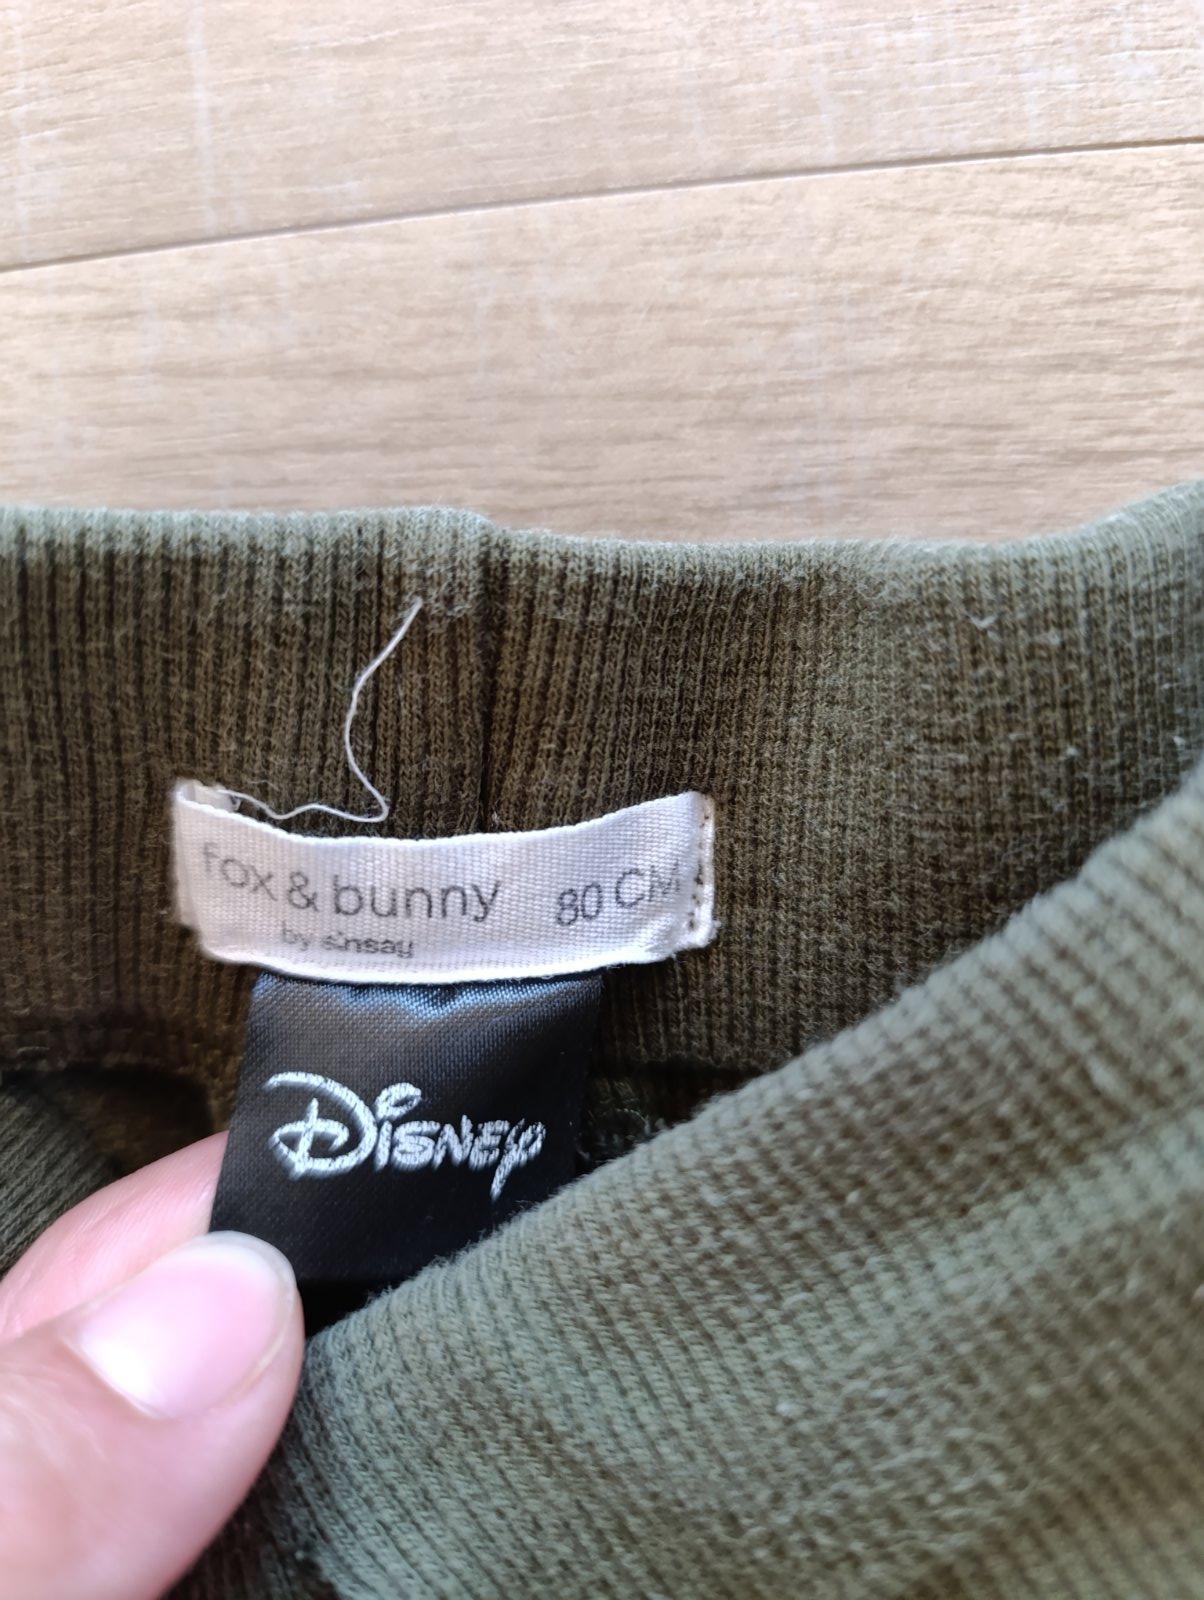 fox & bunny 80 CM
by sinsay
Disney